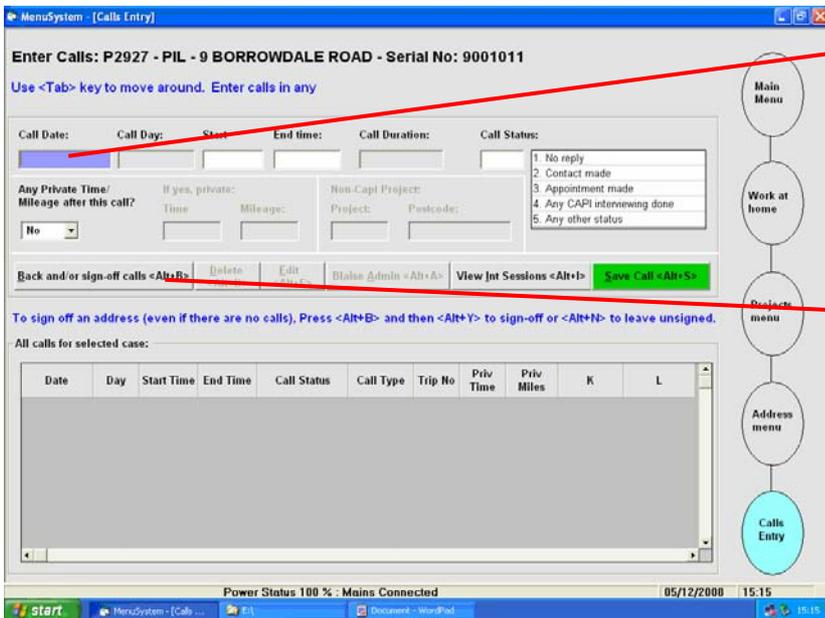 MenuSystem - [Calls Entry]
Enter Calls: P2927 - PIL - 9 BORROWDALE ROAD - Serial No: 9001011
Use <Tab> key to move around. Enter calls in any
Call Date: Call Day: Start End time: Call Duration: Call Status:
1. No reply
2. Contact made
3. Appointment made
4. Any CAPI interviewing done
5. Any other status
Any Private Time/
Mileage after this call?
No
If yes, private:
Time Mileage:
Non-Capi Project:
Project: Postcode:
Back and/or sign-off calls <Alt+B>
Delete
Edit
Blaise Admin <Alt+A>
View Int Sessions <Alt+I>
Save Call <Alt+S>
To sign off an address (even if there are no calls), Press <Alt+B> and then <Alt+Y> to sign-off or <Alt+N> to leave unsigned.
All calls for selected case:
Date Day Start Time End Time Call Status Call Type Trip No Priv Time Priv Miles K L
Main
Menu
Work at
home
Projects
menu
Address
menu
Calls
Entry
Power Status 100 % : Mains Connected 05/12/2008 15:15
start MenuSystem - [Calls ... E:\ Document - WordPad 15:15